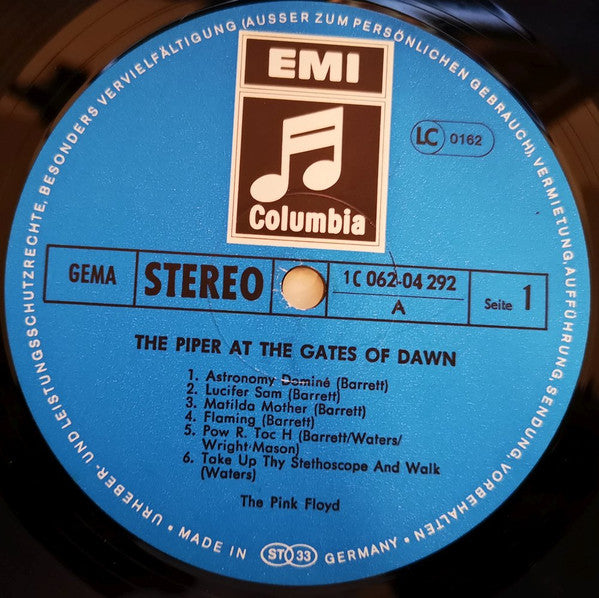 URHEBER- UND LEISTUNGSSCHUTZRECHTE, BESONDERS VERVIELFÄLTIGUNG (AUSSER ZUM PERSÖNLICHEN GEBRAUCH), VERMIETUNG, AUFFÜHRUNG, SENDUNG VORBEHALTEN
EMI
Columbia
LC 0162
GEMA
STEREO
1C 062-04 292
A
Seite 1
THE PIPER AT THE GATES OF DAWN
1. Astronomy Dominé (Barrett)
2. Lucifer Sam (Barrett)
3. Matilda Mother (Barrett)
4. Flaming (Barrett)
5. Pow R. Toc H (Barrett/Waters/
Wright/Mason)
6. Take Up Thy Stethoscope And Walk
(Waters)
The Pink Floyd
• MADE IN ST 33 GERMANY •